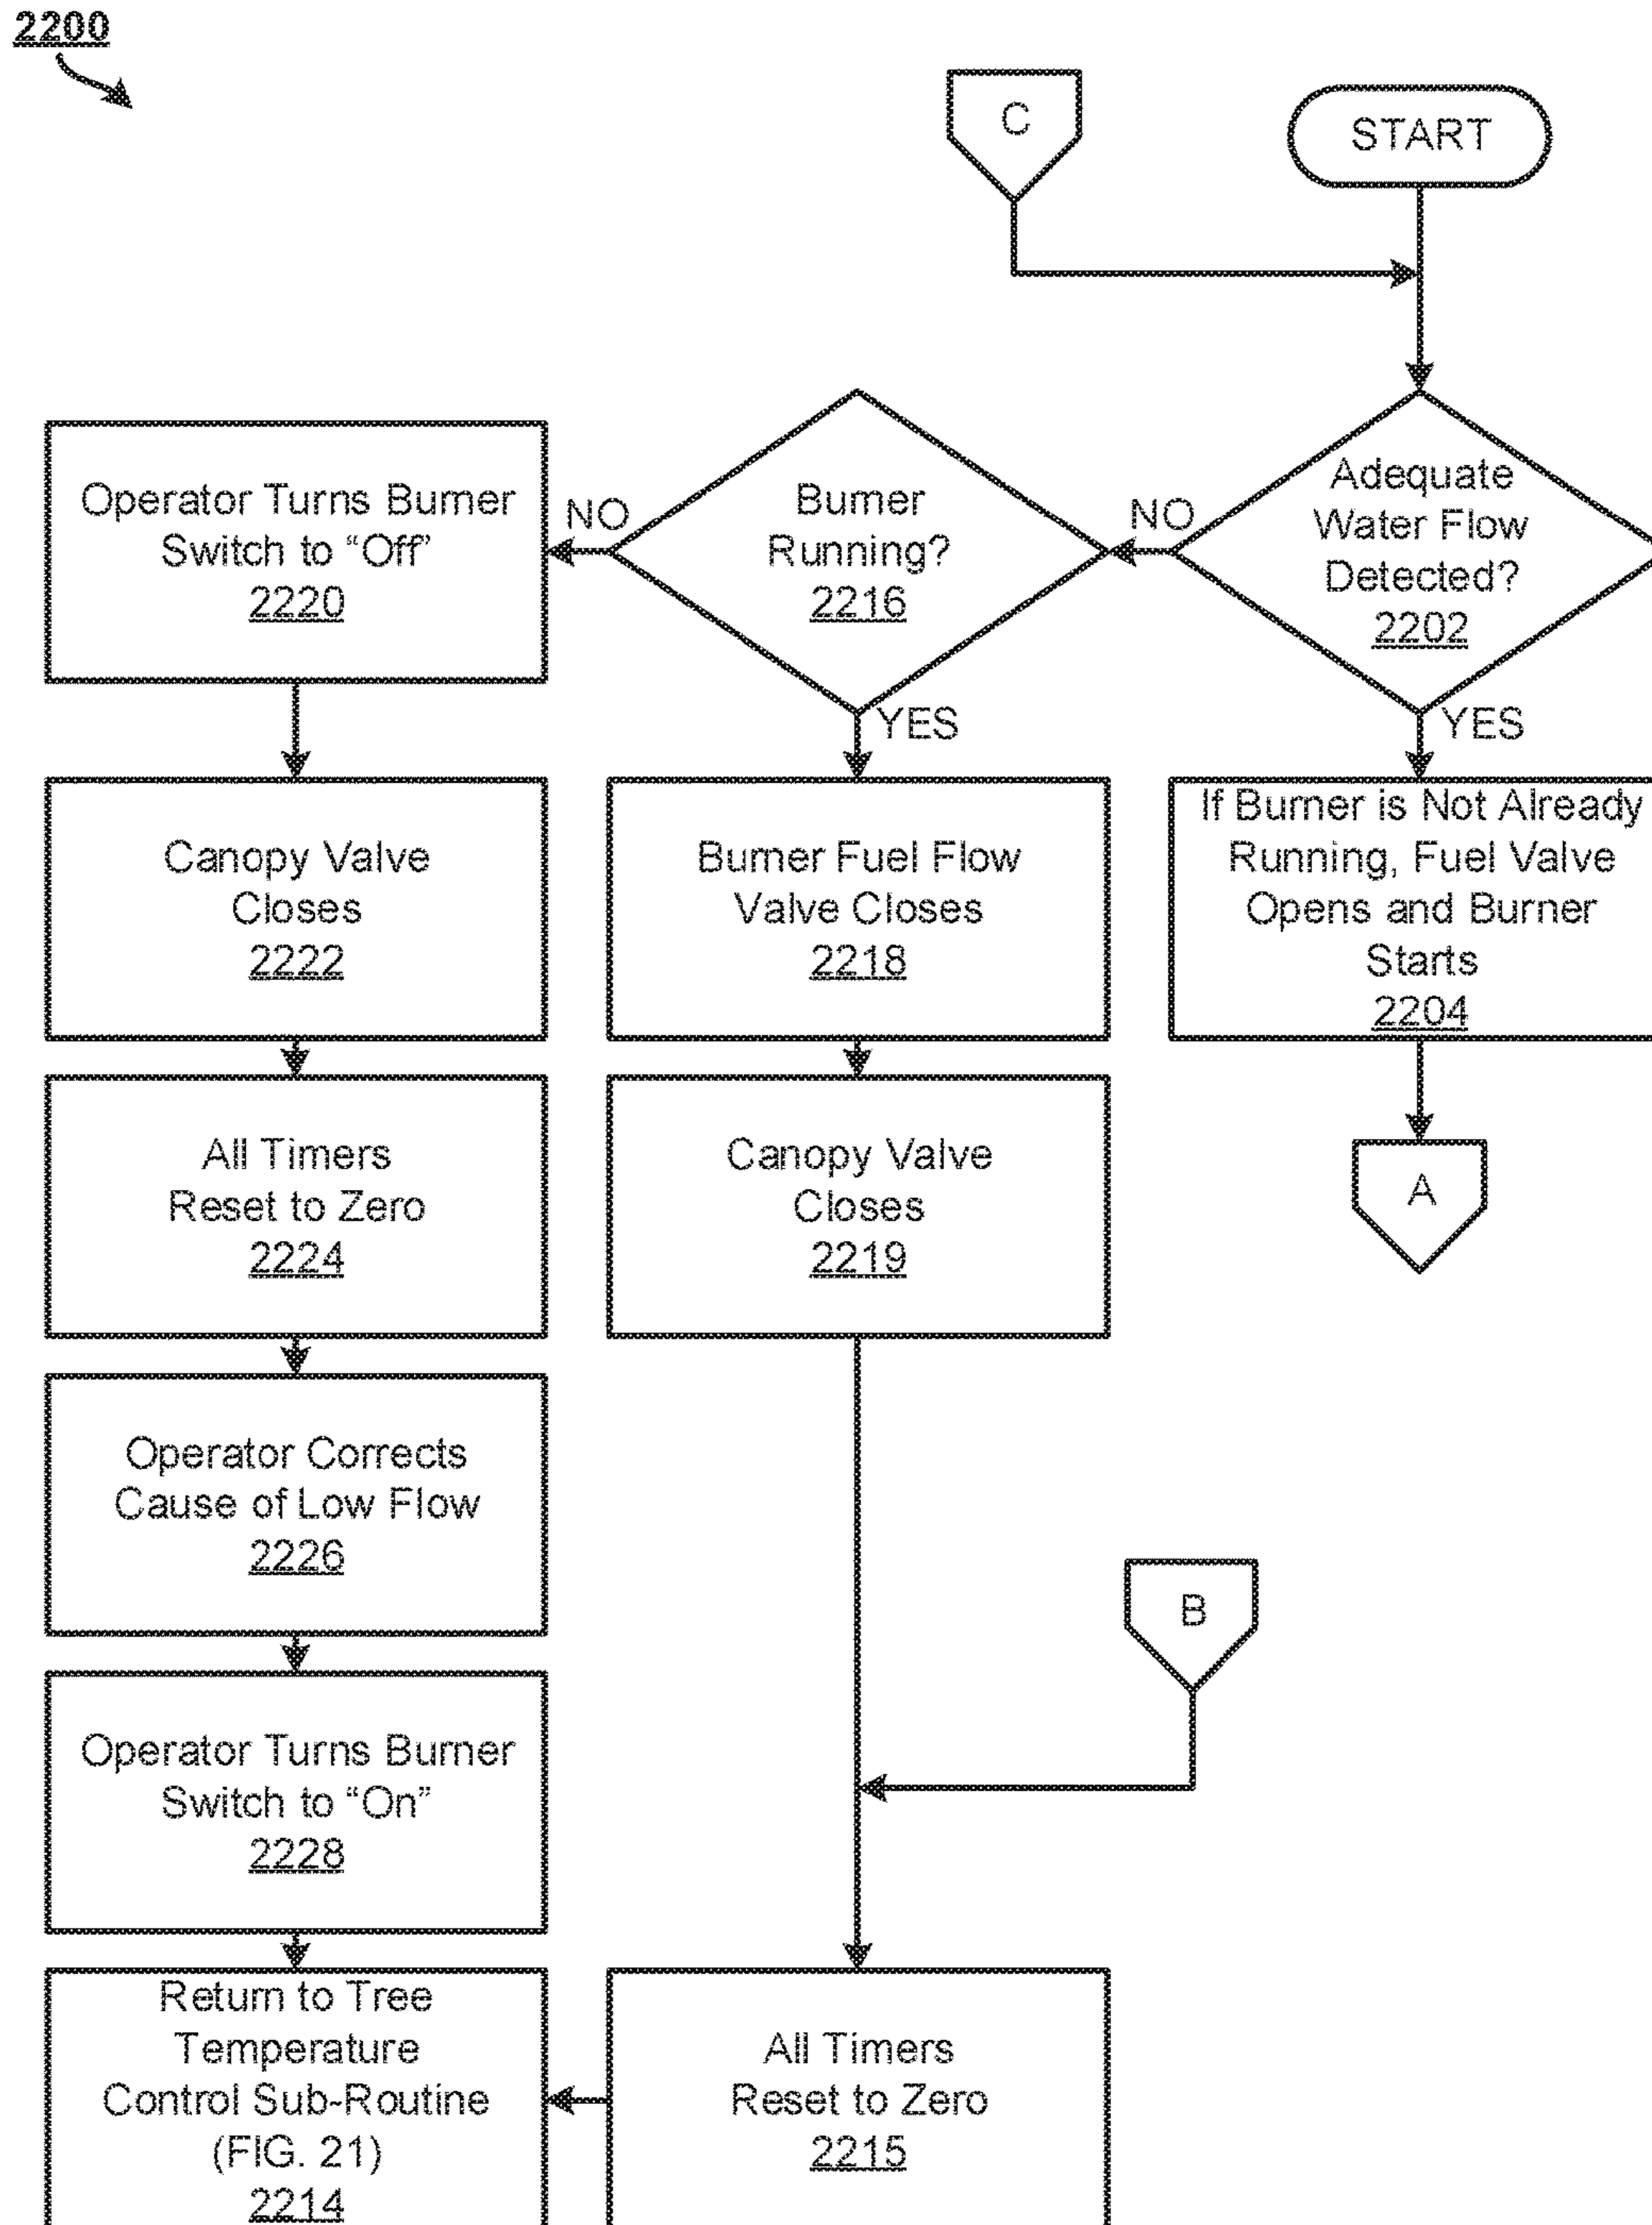 2200
C
START
Operator Turns Burner
Switch to “Off”
2220
NO
Burner
Running?
2216
NO
Adequate
Water Flow
Detected?
2202
YES
YES
Canopy Valve
Closes
2222
Burner Fuel Flow
Valve Closes
2218
If Burner is Not Already
Running, Fuel Valve
Opens and Burner
Starts
2204
All Timers
Reset to Zero
2224
Canopy Valve
Closes
2219
A
Operator Corrects
Cause of Low Flow
2226
B
Operator Turns Burner
Switch to “On”
2228
Return to Tree
Temperature
Control Sub-Routine
(FIG. 21)
2214
All Timers
Reset to Zero
2215